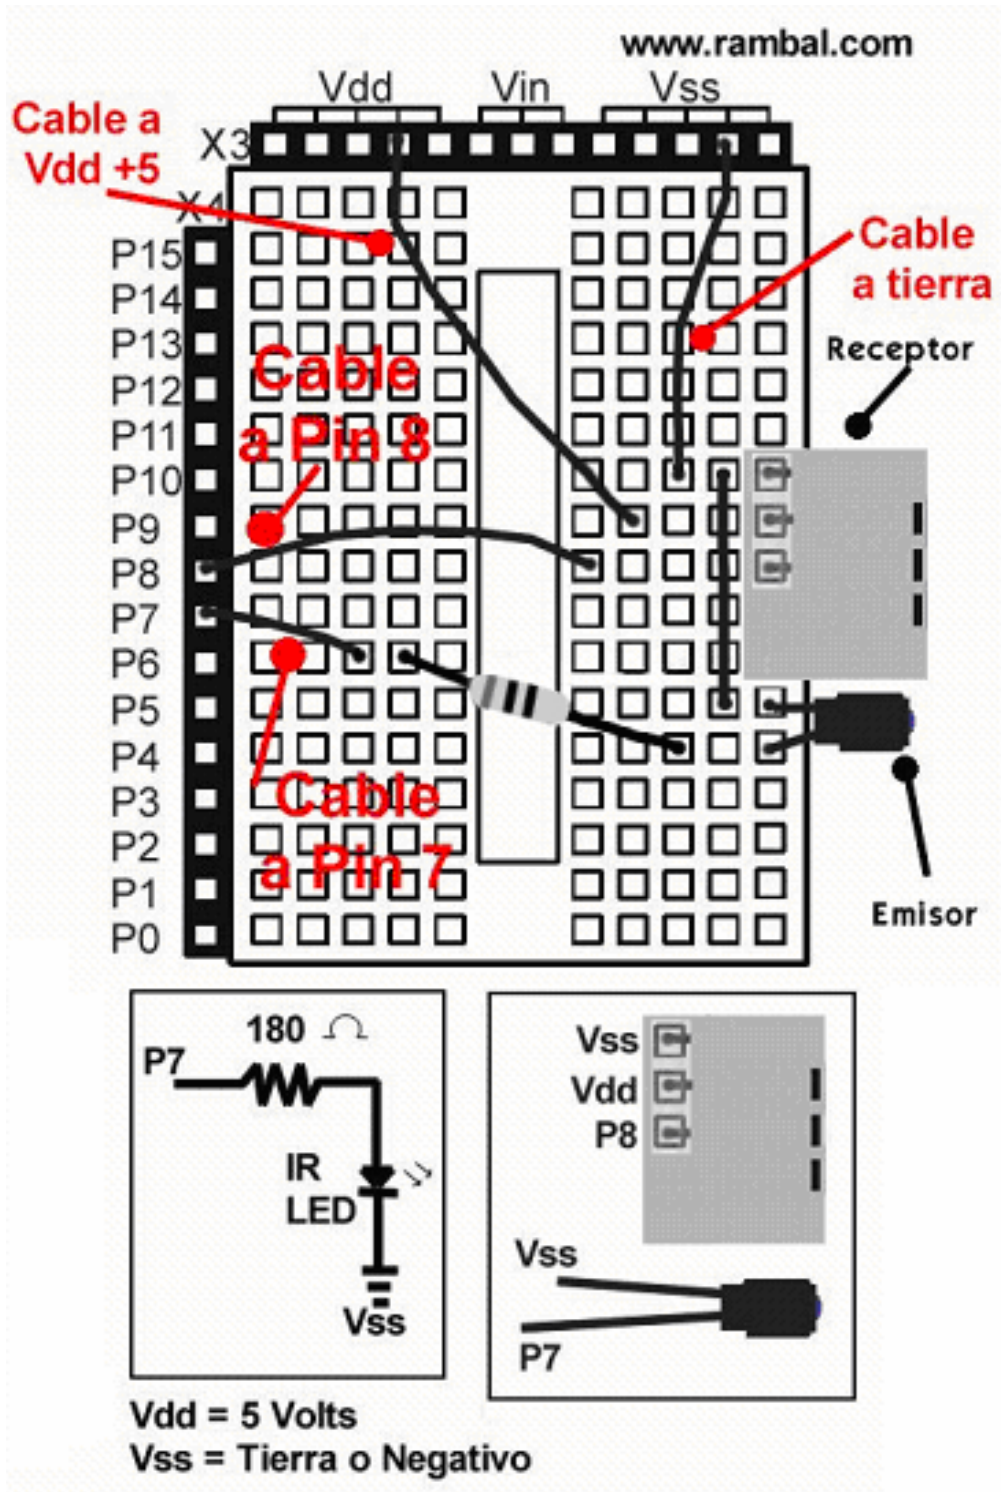 www.rambal.com
Vdd Vin Vss
Cable a
Vdd +5
X3
X4
Cable
a tierra
Receptor
P15
P14
P13
P12
P11
P10
P9
P8
P7
P6
P5
P4
P3
P2
P1
P0
Cable
a Pin 8
Cable
a Pin 7
Emisor
180 Ω
P7
IR
LED
Vss
Vss
Vdd
P8
Vss
P7
Vdd = 5 Volts
Vss = Tierra o Negativo